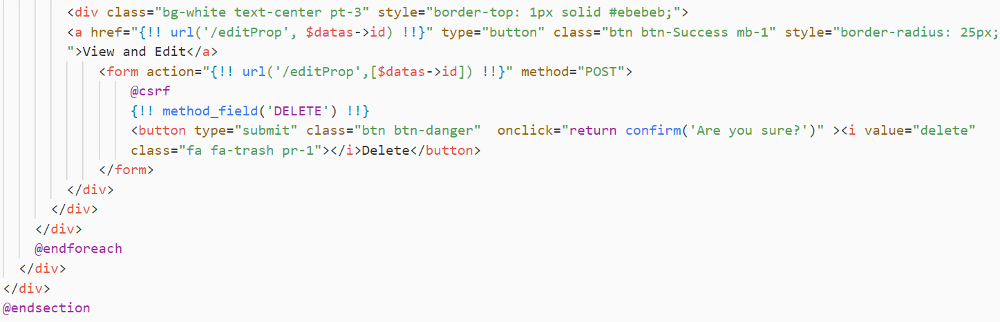 <div class="bg-white text-center pt-3" style="border-top: 1px solid #ebebeb;">
<a href="{!! url('/editProp', $datas->id) !!}" type="button" class="btn btn-Success mb-1" style="border-radius: 25px;
">View and Edit</a>
<form action="{!! url('/editProp',[$datas->id]) !!}" method="POST">
@csrf
{!! method_field('DELETE') !!}
<button type="submit" class="btn btn-danger"  onclick="return confirm('Are you sure?')" ><i value="delete"
class="fa fa-trash pr-1"></i>Delete</button>
</form>
</div>
</div>
</div>
@endforeach
</div>
</div>
@endsection